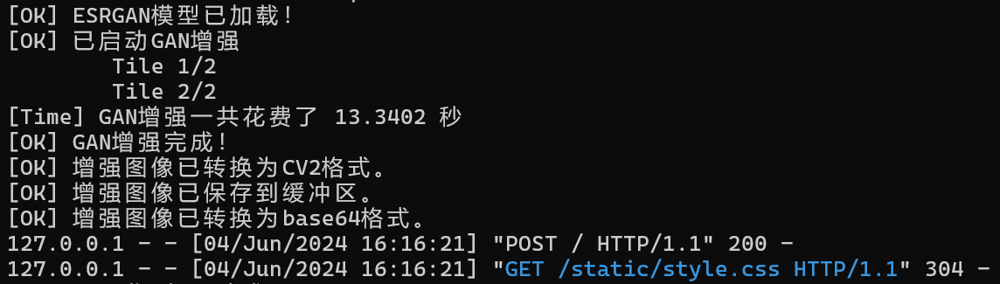 [OK] ESRGAN模型已加载!
[OK] 已启动GAN增强
Tile 1/2
Tile 2/2
[Time] GAN增强一共花费了 13.3402 秒
[OK] GAN增强完成!
[OK] 增强图像已转换为CV2格式。
[OK] 增强图像已保存到缓冲区。
[OK] 增强图像已转换为base64格式。
127.0.0.1 - - [04/Jun/2024 16:16:21] "POST / HTTP/1.1" 200 -
127.0.0.1 - - [04/Jun/2024 16:16:21] "GET /static/style.css HTTP/1.1" 304 -